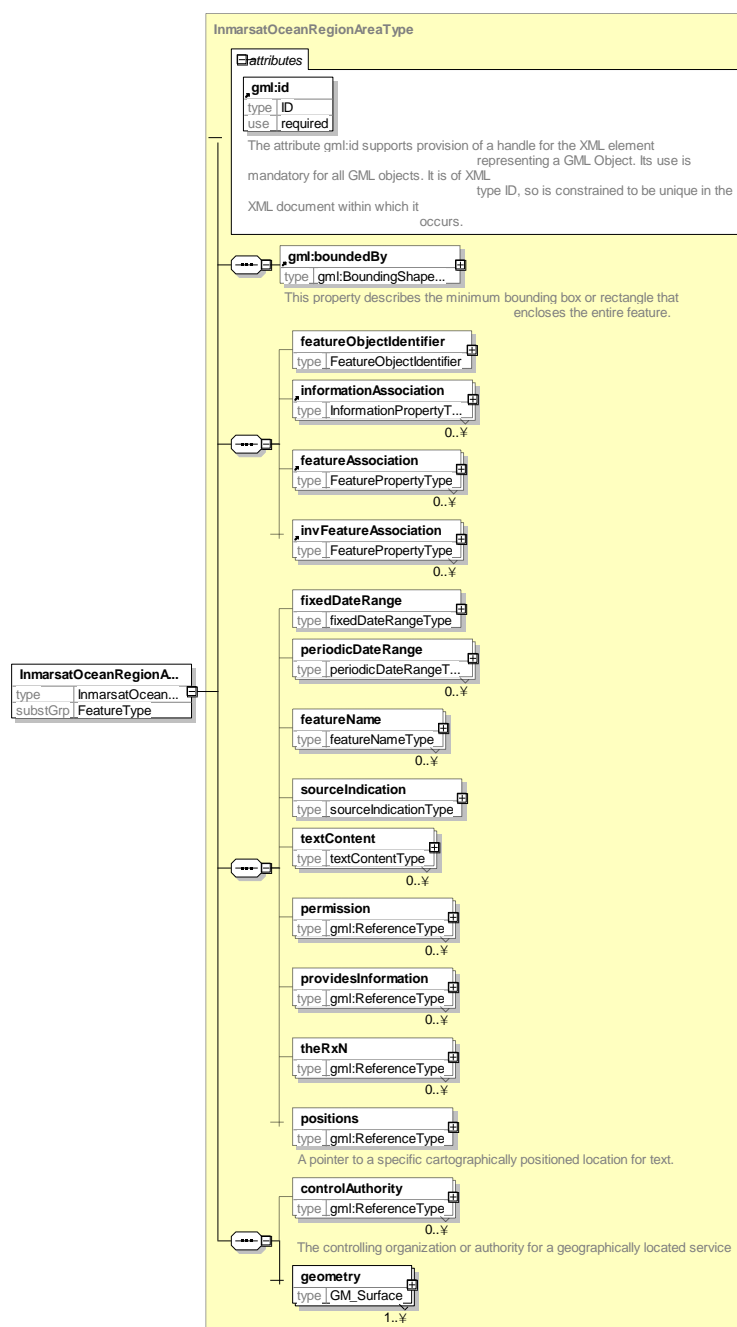 InmarsatOceanRegionAreaType
attributes
gml:id
type ID
use required
The attribute gml:id supports provision of a handle for the XML element
representing a GML Object. Its use is
mandatory for all GML objects. It is of XML
type ID, so is constrained to be unique in the
XML document within which it
occurs.
gml:boundedBy
type gml:BoundingShape...
This property describes the minimum bounding box or rectangle that
encloses the entire feature.
featureObjectIdentifier
type FeatureObjectIdentifier
informationAssociation
type InformationPropertyT...
0..¥
featureAssociation
type FeaturePropertyType
0..¥
invFeatureAssociation
type FeaturePropertyType
0..¥
fixedDateRange
type fixedDateRangeType
periodicDateRange
type periodicDateRangeT...
0..¥
InmarsatOceanRegionA...
type InmarsatOcean...
substGrp FeatureType
featureName
type featureNameType
0..¥
sourceIndication
type sourceIndicationType
textContent
type textContentType
0..¥
permission
type gml:ReferenceType
0..¥
providesInformation
type gml:ReferenceType
0..¥
theRxN
type gml:ReferenceType
0..¥
positions
type gml:ReferenceType
A pointer to a specific cartographically positioned location for text.
controlAuthority
type gml:ReferenceType
0..¥
The controlling organization or authority for a geographically located service
geometry
type GM_Surface
1..¥